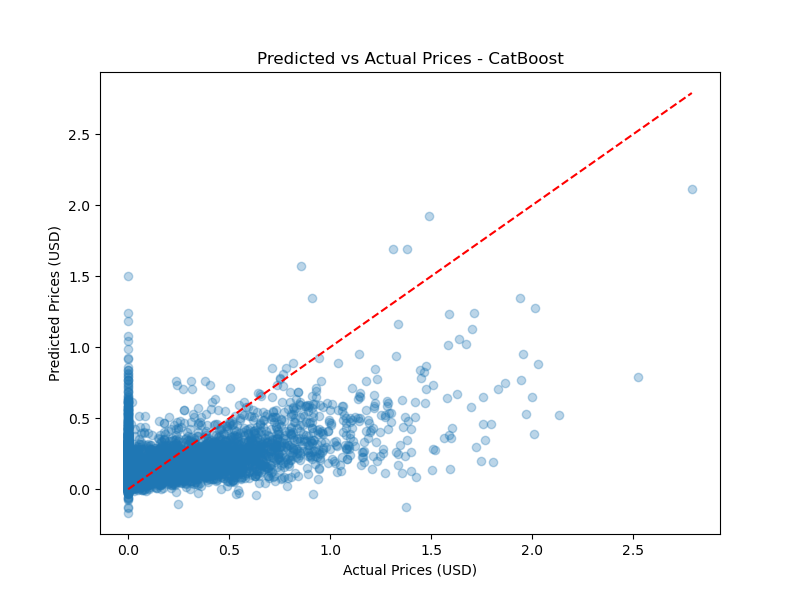 Predicted vs Actual Prices - CatBoost
Predicted Prices (USD)
2.5
2.0
1.5
1.0
0.5
0.0
0.0 0.5 1.0 1.5 2.0 2.5
Actual Prices (USD)